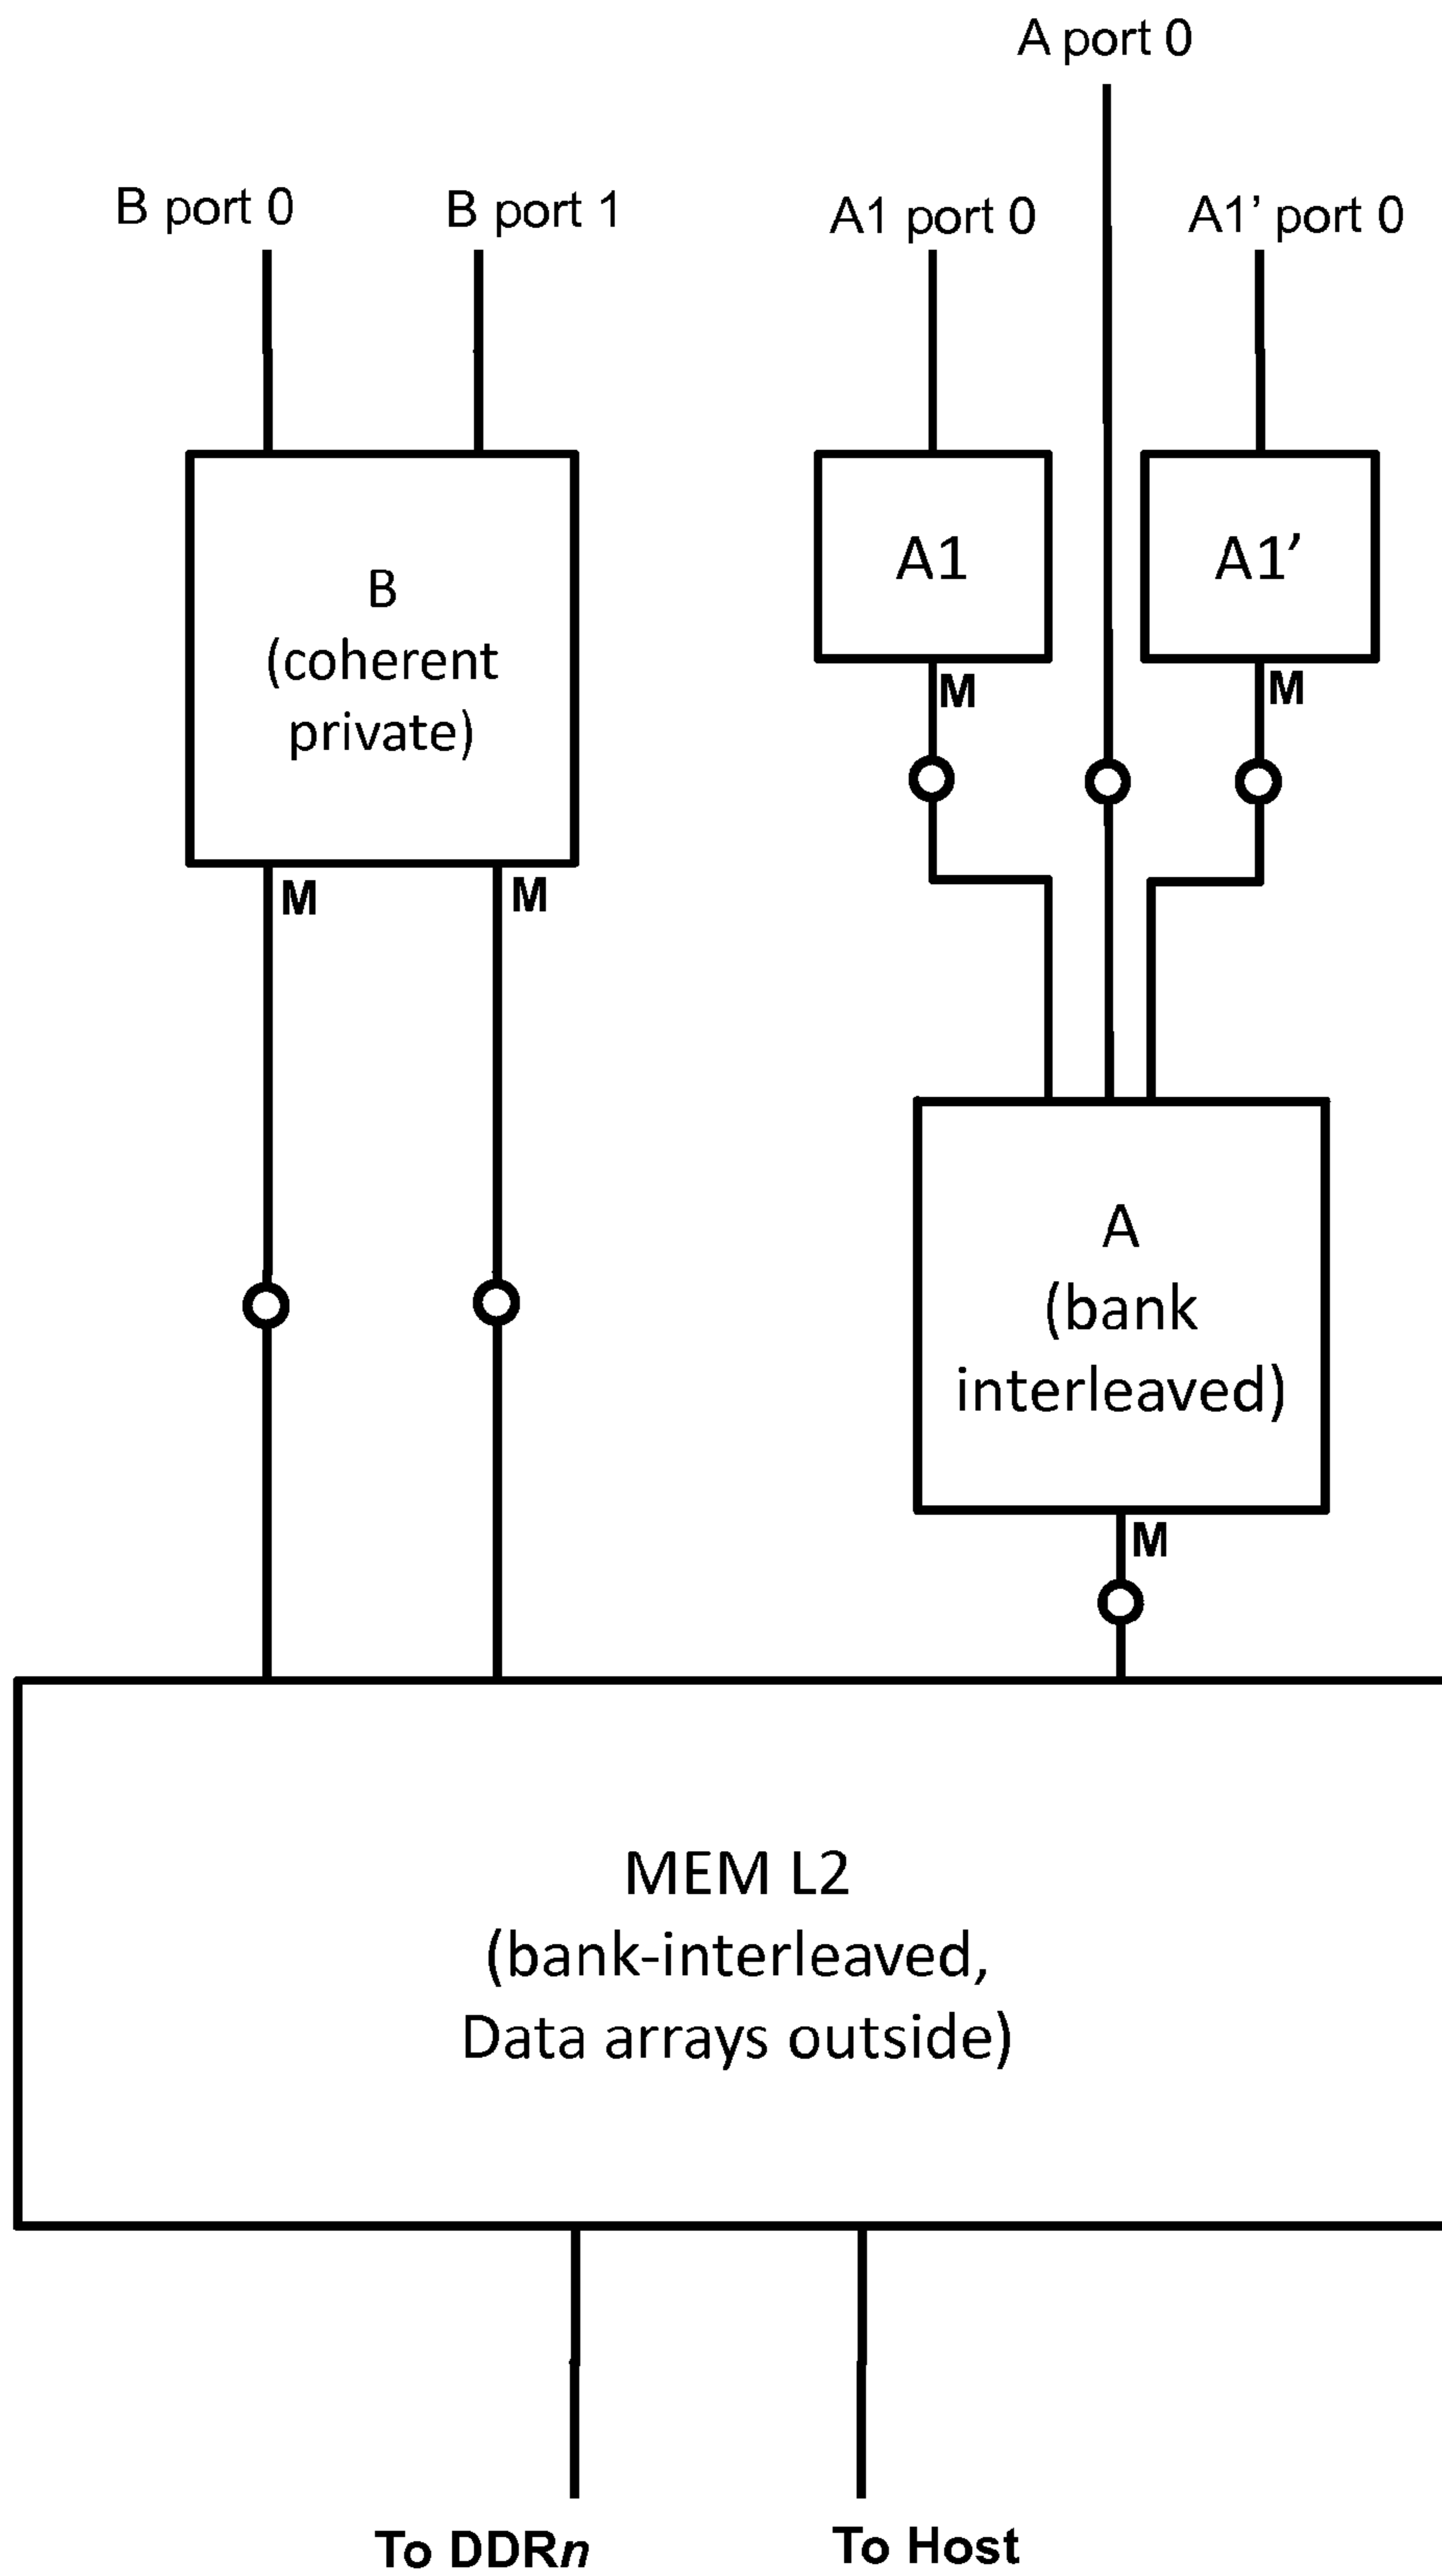 A port 0
B port 0
B port 1
A1 port 0
A1’ port 0
A1
A1’
B
(coherent
private)
M
M
M
M
A
(bank
interleaved)
M
MEM L2
(bank-interleaved,
Data arrays outside)
To DDRn
To Host